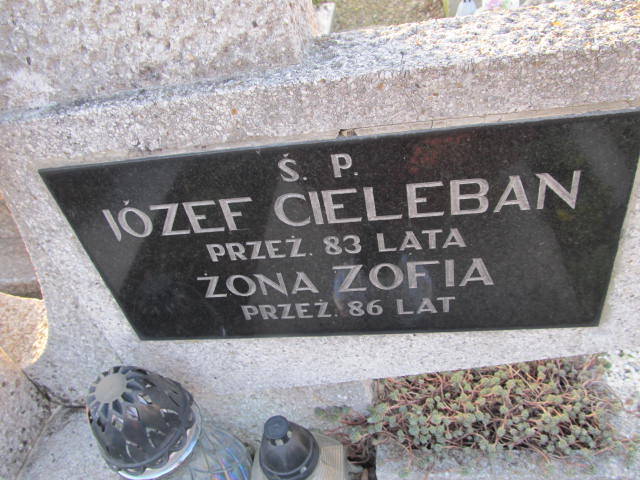 Ś. P.
JÓZEF CIELEBAN
PRZEŻ. 83 LATA
ŻONA ZOFIA
PRZEŻ. 86 LAT